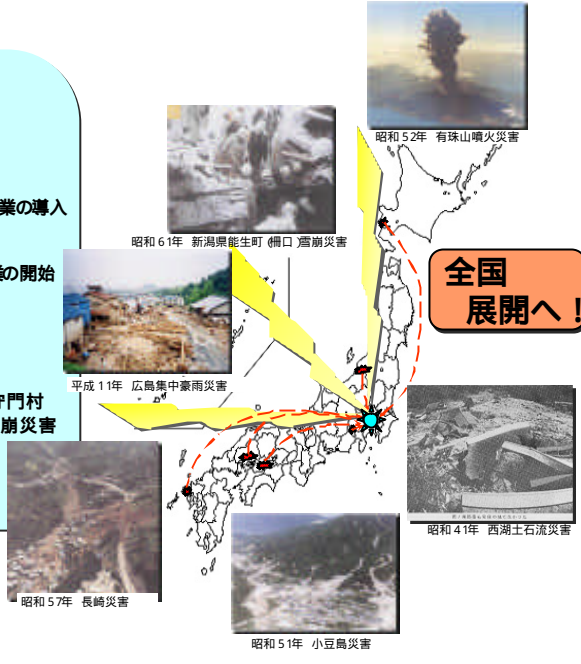 昭和52年 有珠山噴火災害
業の導入
昭和61年 新潟県能生町(柵口)雪崩災害
の開始
全国
展開へ!
平成11年 広島集中豪雨災害
守門村
崩災害
昭和41年 西湖土石流災害
昭和57年 長崎災害
昭和51年 小豆島災害